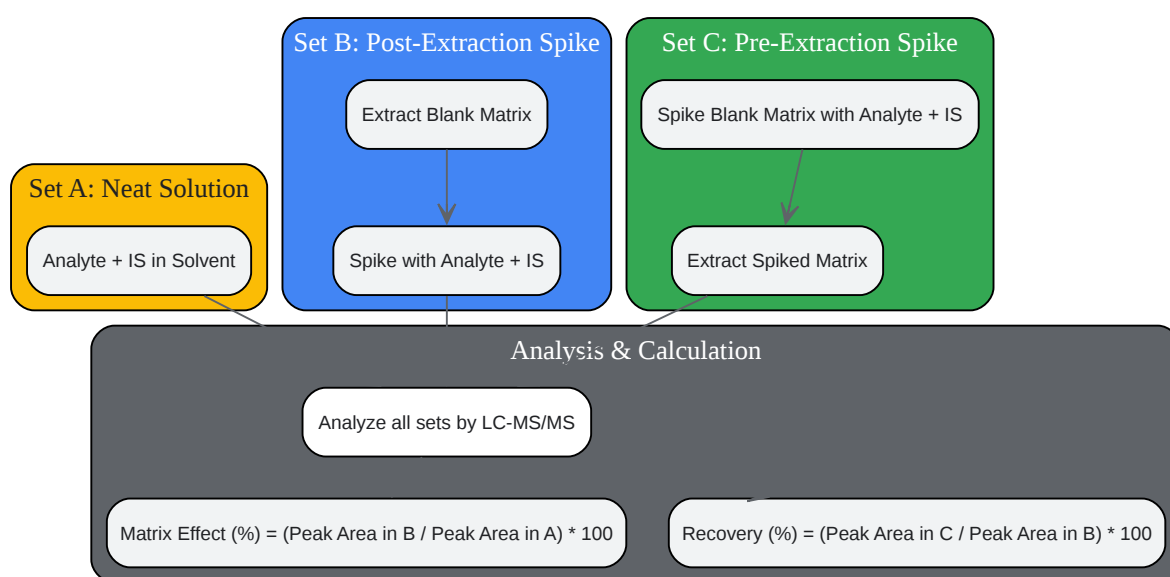 Set A: Neat Solution
Analyte + IS in Solvent
Set B: Post-Extraction Spike
Extract Blank Matrix
Spike with Analyte + IS
Set C: Pre-Extraction Spike
Spike Blank Matrix with Analyte + IS
Extract Spiked Matrix
Analysis & Calculation
Analyze all sets by LC-MS/MS
Matrix Effect (%) = (Peak Area in B / Peak Area in A) * 100
Recovery (%) = (Peak Area in C / Peak Area in B) * 100